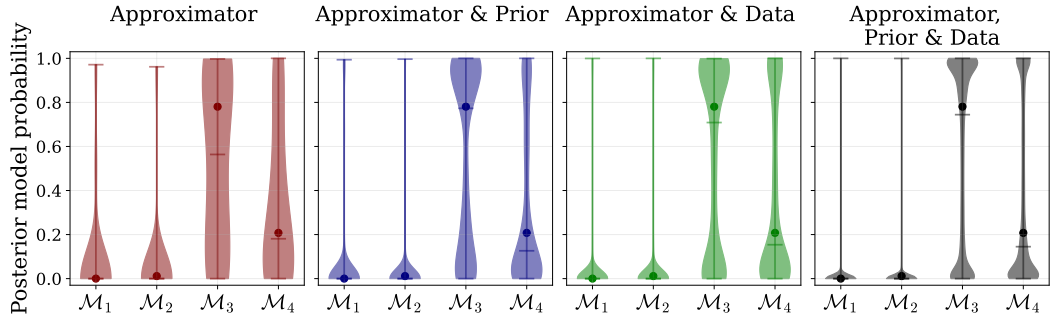 Approximator
Approximator & Prior
Approximator & Data
Approximator,
Prior & Data
Posterior model probability
1.0
0.8
0.6
0.4
0.2
0.0
ℳ₁ ℳ₂ ℳ₃ ℳ₄
ℳ₁ ℳ₂ ℳ₃ ℳ₄
ℳ₁ ℳ₂ ℳ₃ ℳ₄
ℳ₁ ℳ₂ ℳ₃ ℳ₄